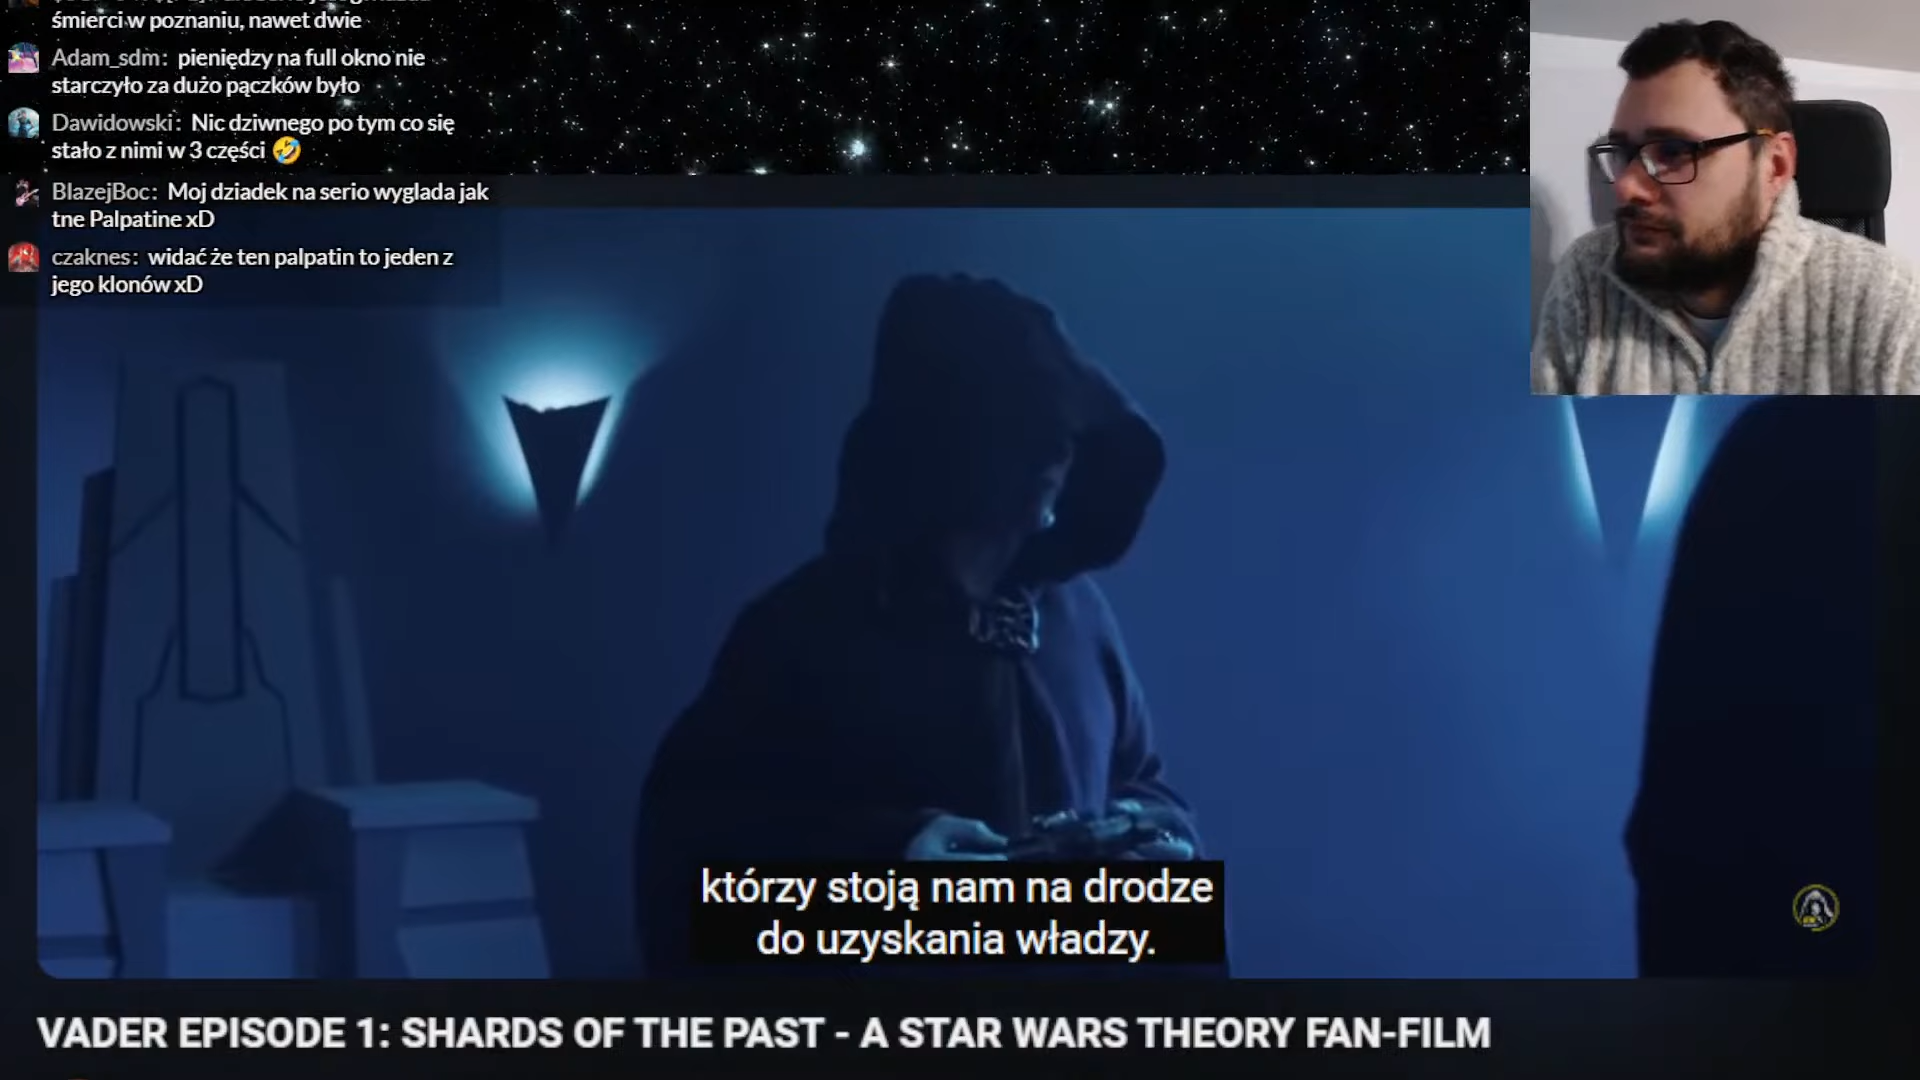 śmierci w poznaniu, nawet dwie
Adam_sdm: pieniędzy na full okno nie
starczyło za dużo pączków było
Dawidowski: Nic dziwnego po tym co się
stało z nimi w 3 części 🤣
BlazejBoc: Moj dziadek na serio wyglada jak
tne Palpatine xD
czaknes: widać że ten palpatin to jeden z
jego klonów xD
którzy stoją nam na drodze
do uzyskania władzy.
VADER EPISODE 1: SHARDS OF THE PAST - A STAR WARS THEORY FAN-FILM